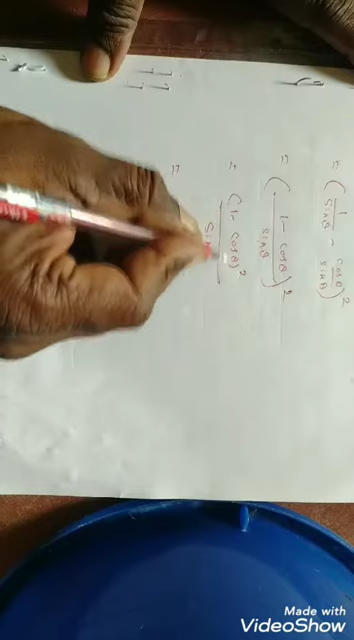 = (1/sinθ - cosθ/sinθ)²
= (1 - cosθ/sinθ)²
= (1 - cosθ)²/
=
Made with
VideoShow